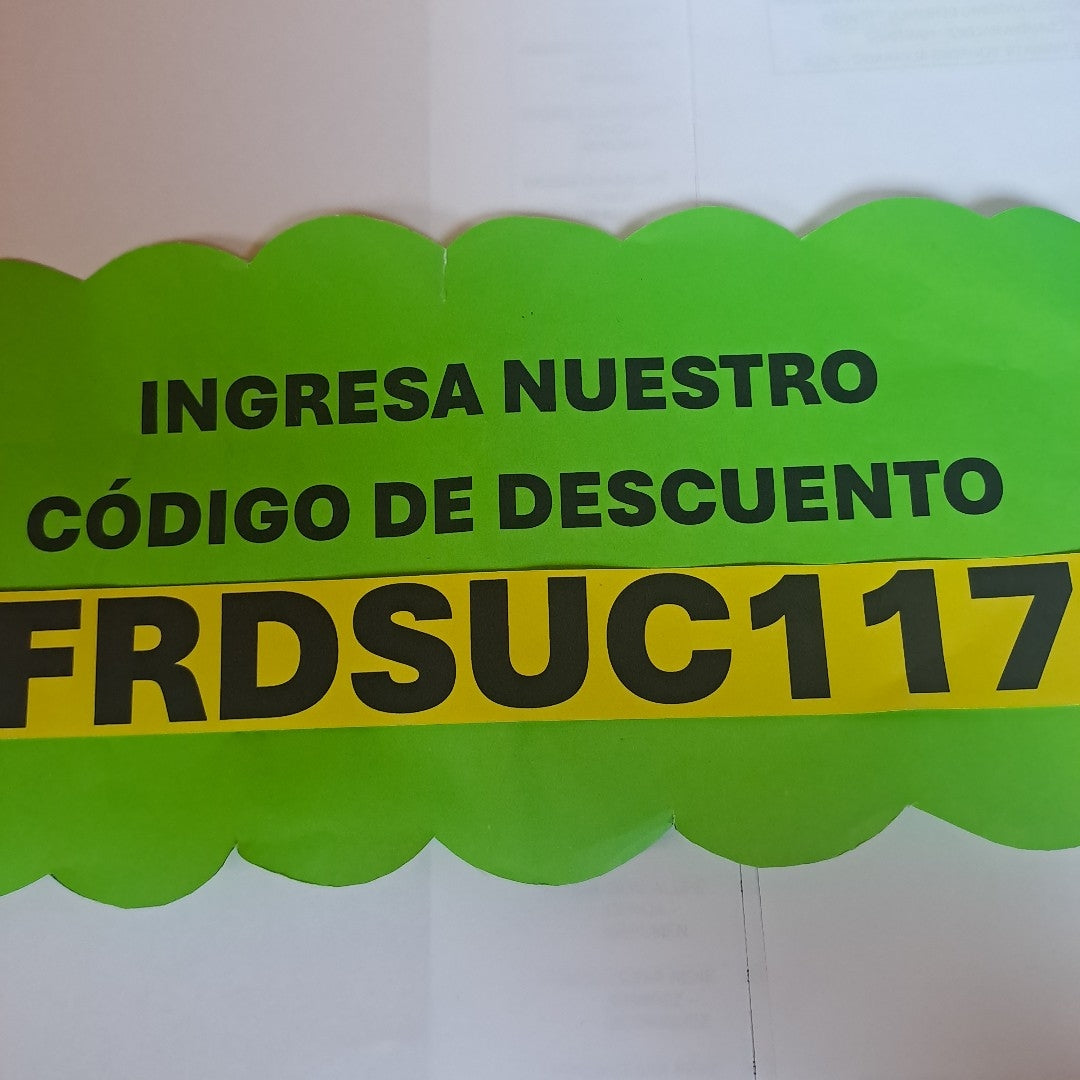 INGRESA NUESTRO
CÓDIGO DE DESCUENTO
FRDSUC117